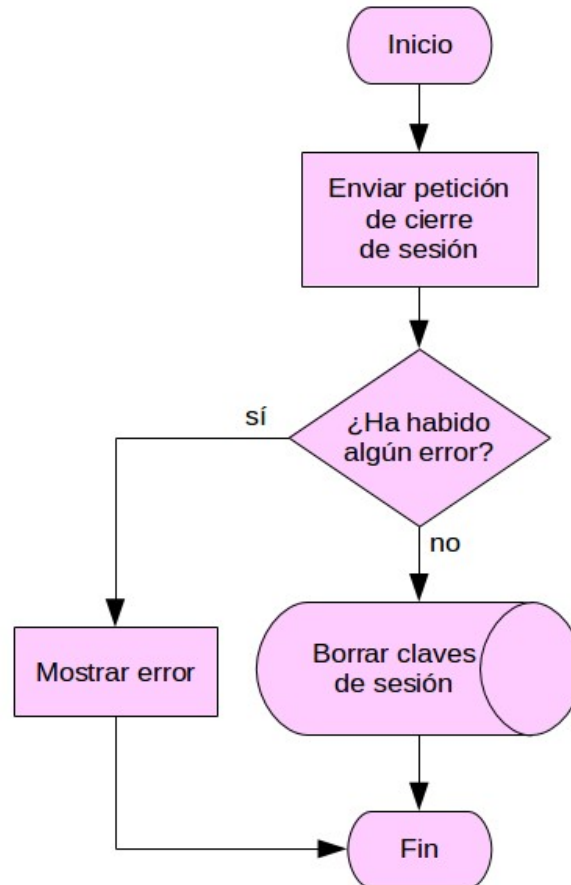 Inicio
Enviar petición
de cierre
de sesión
¿Ha habido
algún error?
sí
no
Mostrar error
Borrar claves
de sesión
Fin